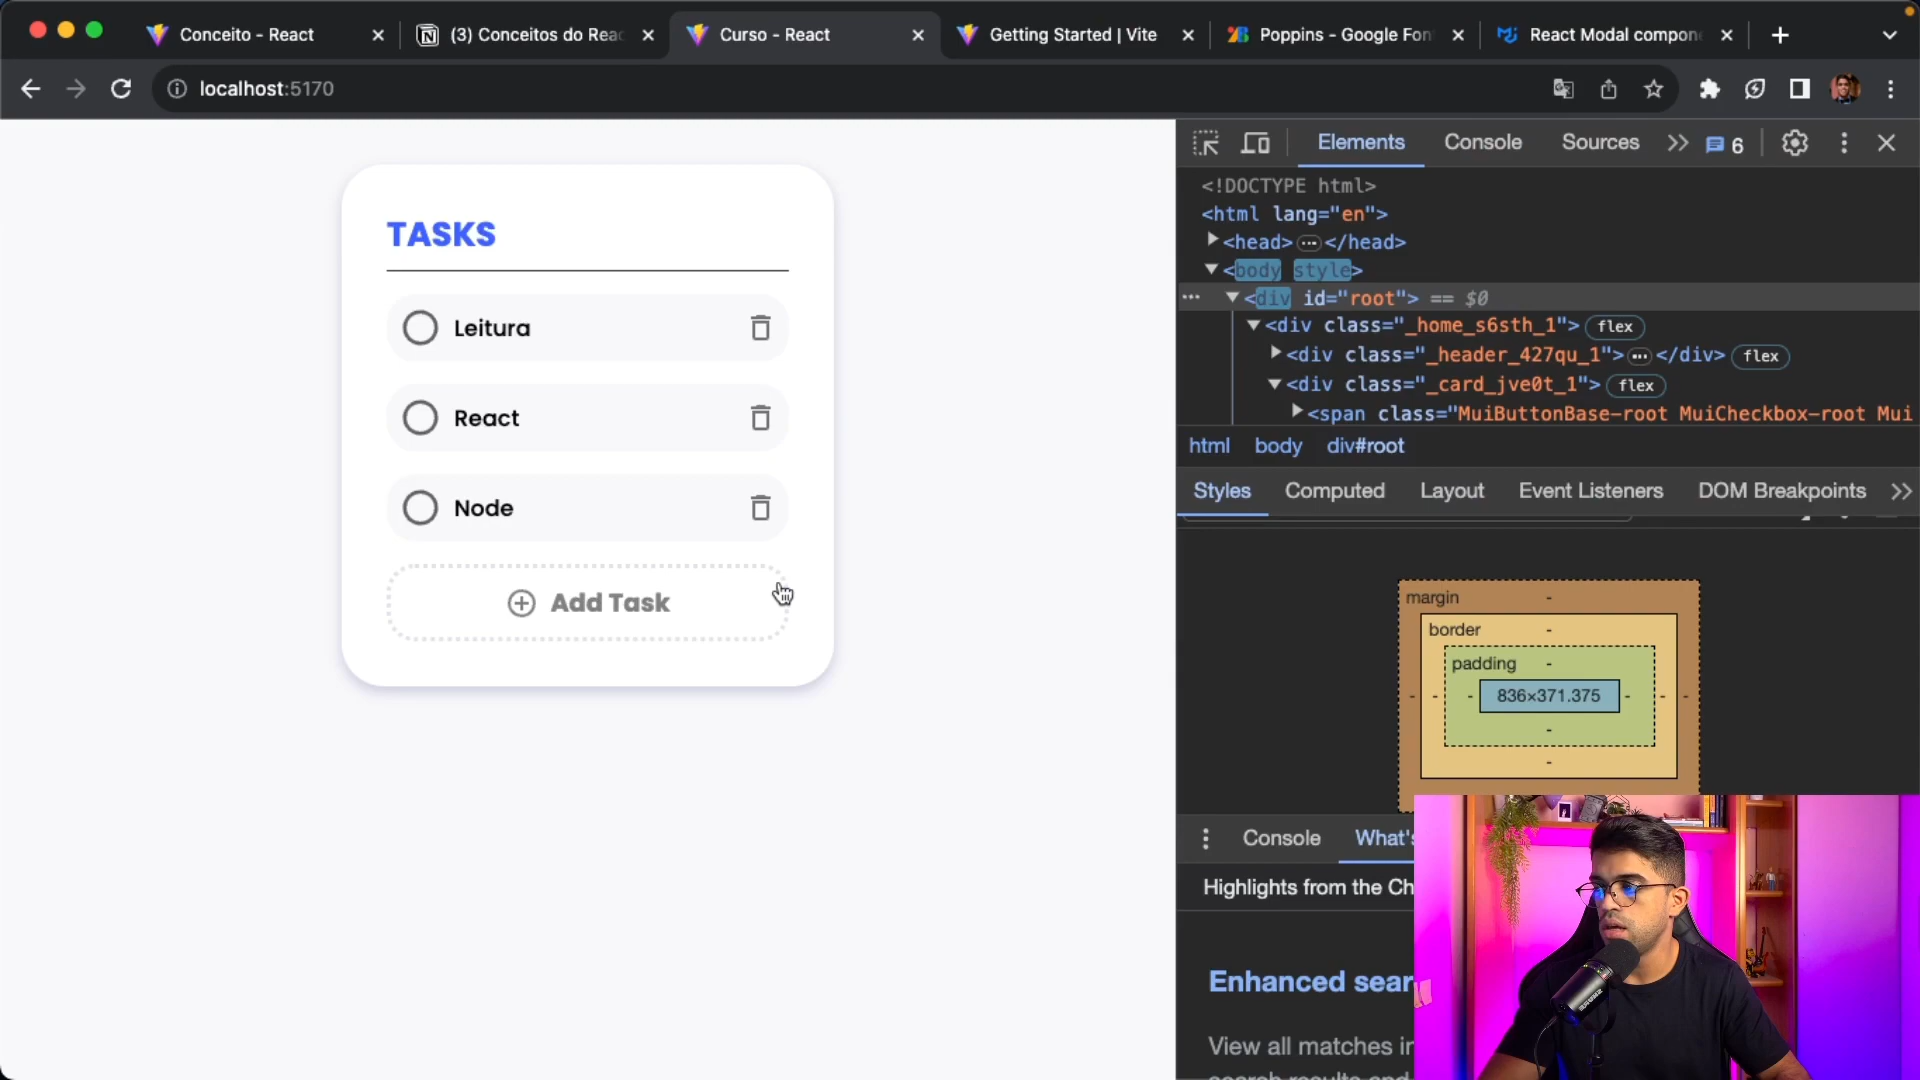 Conceito - React
(3) Conceitos do Reac
Curso - React
Getting Started | Vite
Poppins - Google Fon
React Modal compon
localhost:5170
TASKS
Leitura
React
Node
Add Task
Elements
Console
Sources
6
<!DOCTYPE html>
<html lang="en">
<head> ••• </head>
<body style>
••• <div id="root"> == $0
<div class="_home_s6sth_1"> flex
<div class="_header_427qu_1"> ••• </div> flex
<div class="_card_jve0t_1"> flex
<span class="MuiButtonBase-root MuiCheckbox-root Mui
html
body
div#root
Styles
Computed
Layout
Event Listeners
DOM Breakpoints
margin -
border -
padding -
- - - 836×371.375 - - -
-
-
Console
What's
Highlights from the Ch
Enhanced sear
View all matches in
search results and